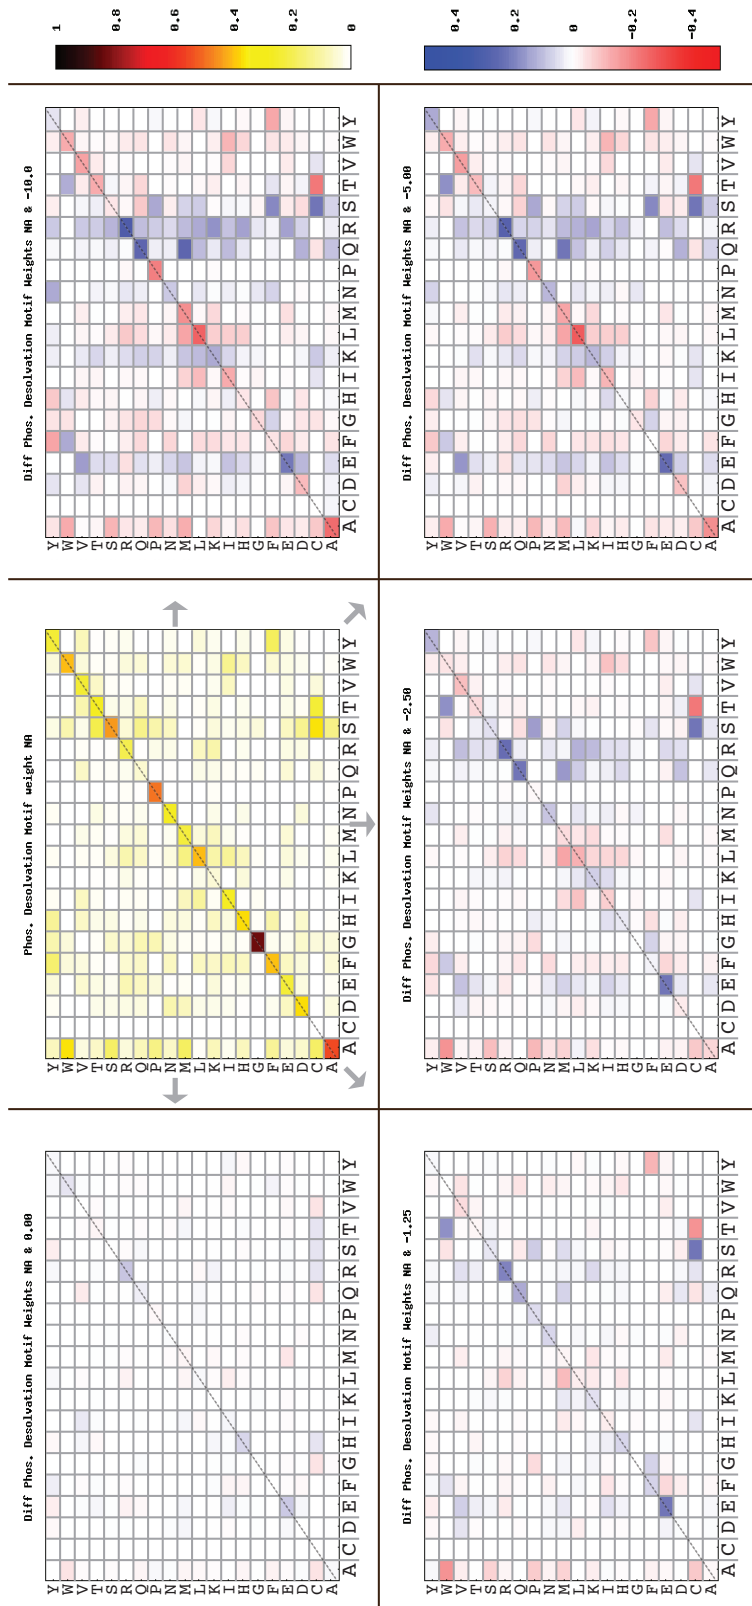 1
0.8
0.6
0.4
0.2
0
0.4
0.2
0
-0.2
-0.4
Diff Phos. Desolvation Motif Weights NA & -10.0
Y W V T S R Q P N M L K I H G F E D C A
A C D E F G H I K L M N P Q R S T V W Y
Diff Phos. Desolvation Motif Weights NA & -5.00
Y W V T S R Q P N M L K I H G F E D C A
A C D E F G H I K L M N P Q R S T V W Y
Phos. Desolvation Motif weight NA
Y W V T S R Q P N M L K I H G F E D C A
A C D E F G H I K L M N P Q R S T V W Y
Diff Phos. Desolvation Motif Weights NA & -2.50
Y W V T S R Q P N M L K I H G F E D C A
A C D E F G H I K L M N P Q R S T V W Y
Diff Phos. Desolvation Motif Weights NA & 0.00
Y W V T S R Q P N M L K I H G F E D C A
A C D E F G H I K L M N P Q R S T V W Y
Diff Phos. Desolvation Motif Weights NA & -1.25
Y W V T S R Q P N M L K I H G F E D C A
A C D E F G H I K L M N P Q R S T V W Y